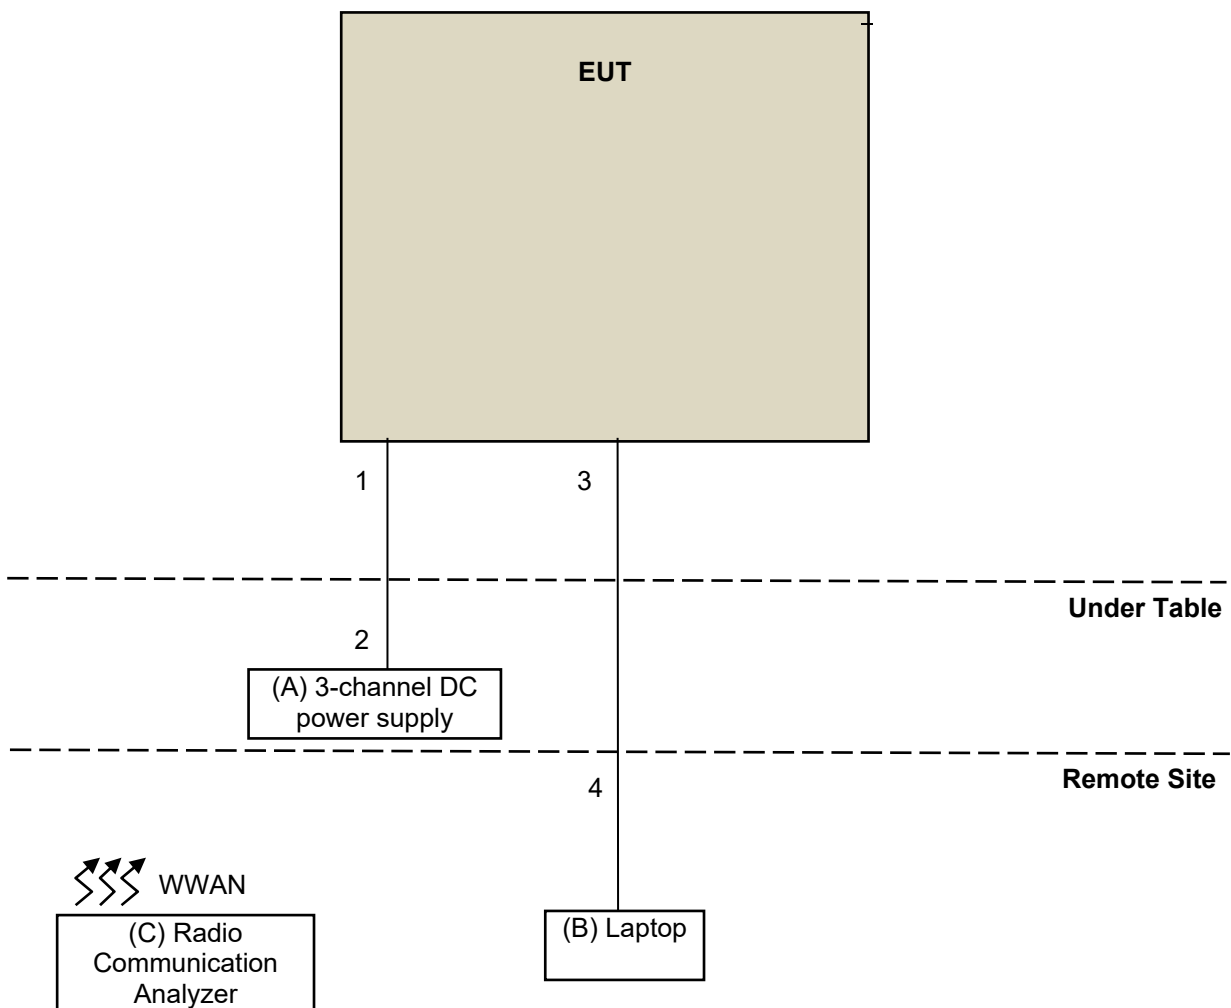 EUT
1
3
Under Table
2
(A) 3-channel DC
power supply
Remote Site
4
WWAN
(C) Radio
Communication
Analyzer
(B) Laptop